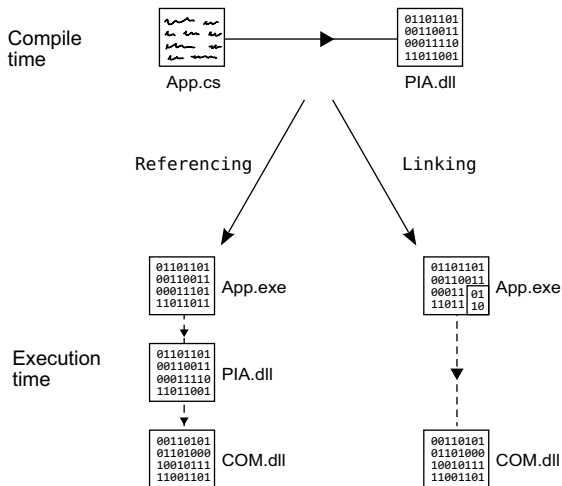 Compile
time
01101101
00110011
00011110
11011001
App.cs
PIA.dll
Referencing
Linking
01101101
00110011
00011101
11011011
App.exe
01101101
00110011
00011
11011
01
10
App.exe
Execution
time
01101101
00110011
00011110
11011001
PIA.dll
00110101
01101000
10010111
11001101
COM.dll
00110101
01101000
10010111
11001101
COM.dll